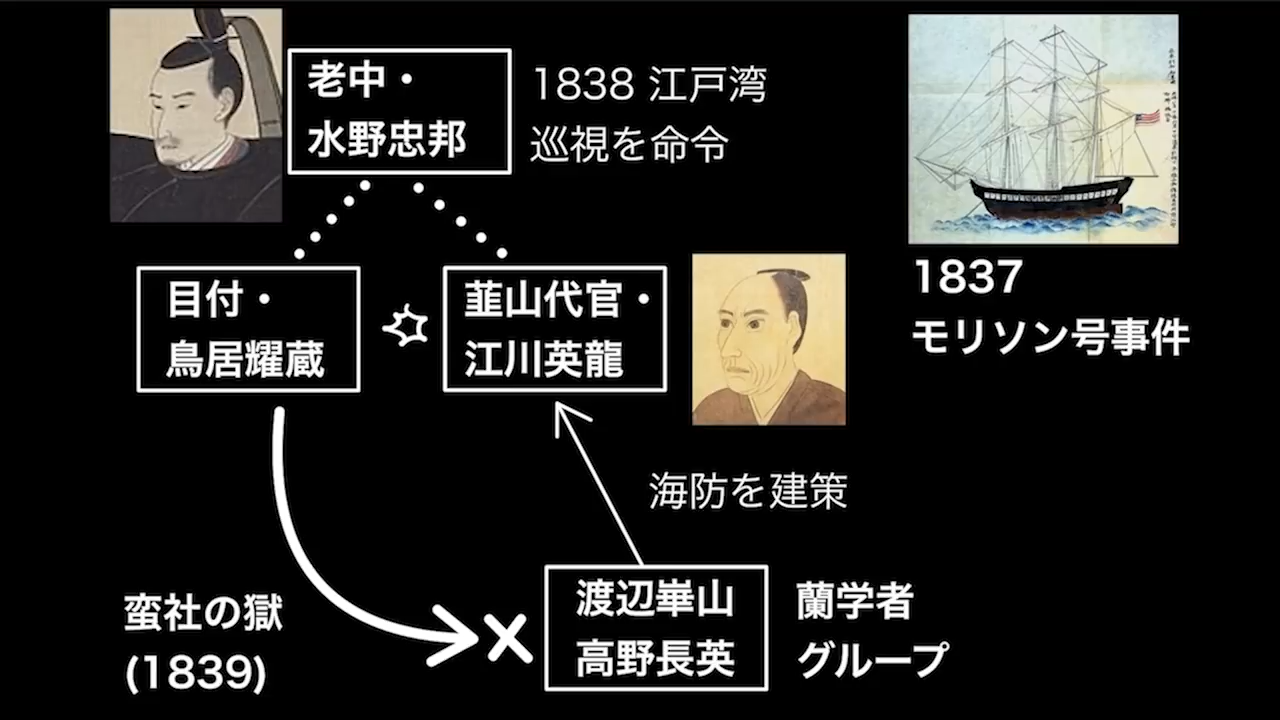 老中・
水野忠邦
1838 江戸湾
巡視を命令
1837
モリソン号事件
目付・
鳥居耀蔵
韮山代官・
江川英龍
海防を建策
蛮社の獄
(1839)
渡辺崋山
高野長英
蘭学者
グループ